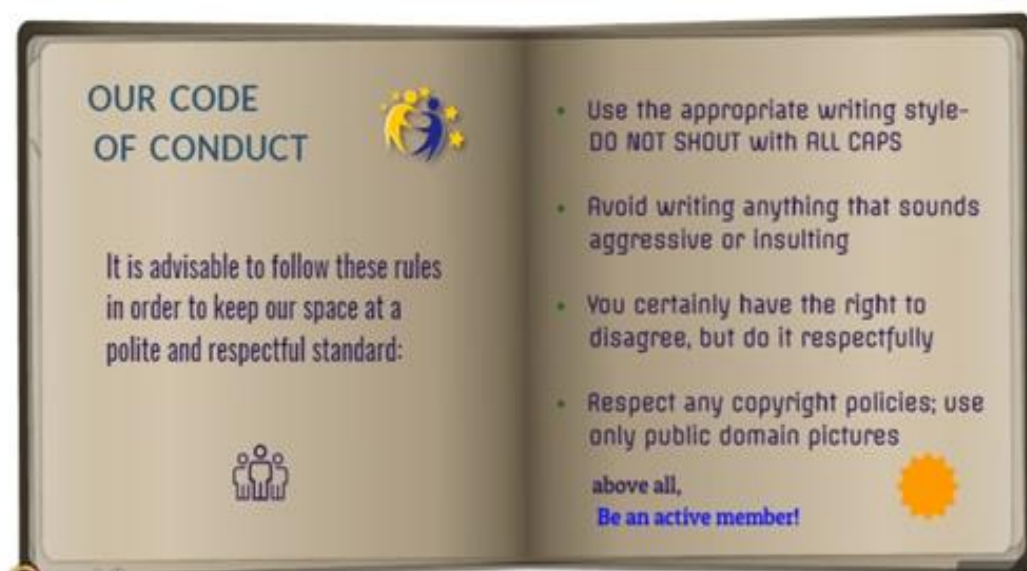 OUR CODE
OF CONDUCT
It is advisable to follow these rules
in order to keep our space at a
polite and respectful standard:
• Use the appropriate writing style-
DO NOT SHOUT with ALL CAPS
• Avoid writing anything that sounds
aggressive or insulting
• You certainly have the right to
disagree, but do it respectfully
• Respect any copyright policies; use
only public domain pictures
above all,
Be an active member!